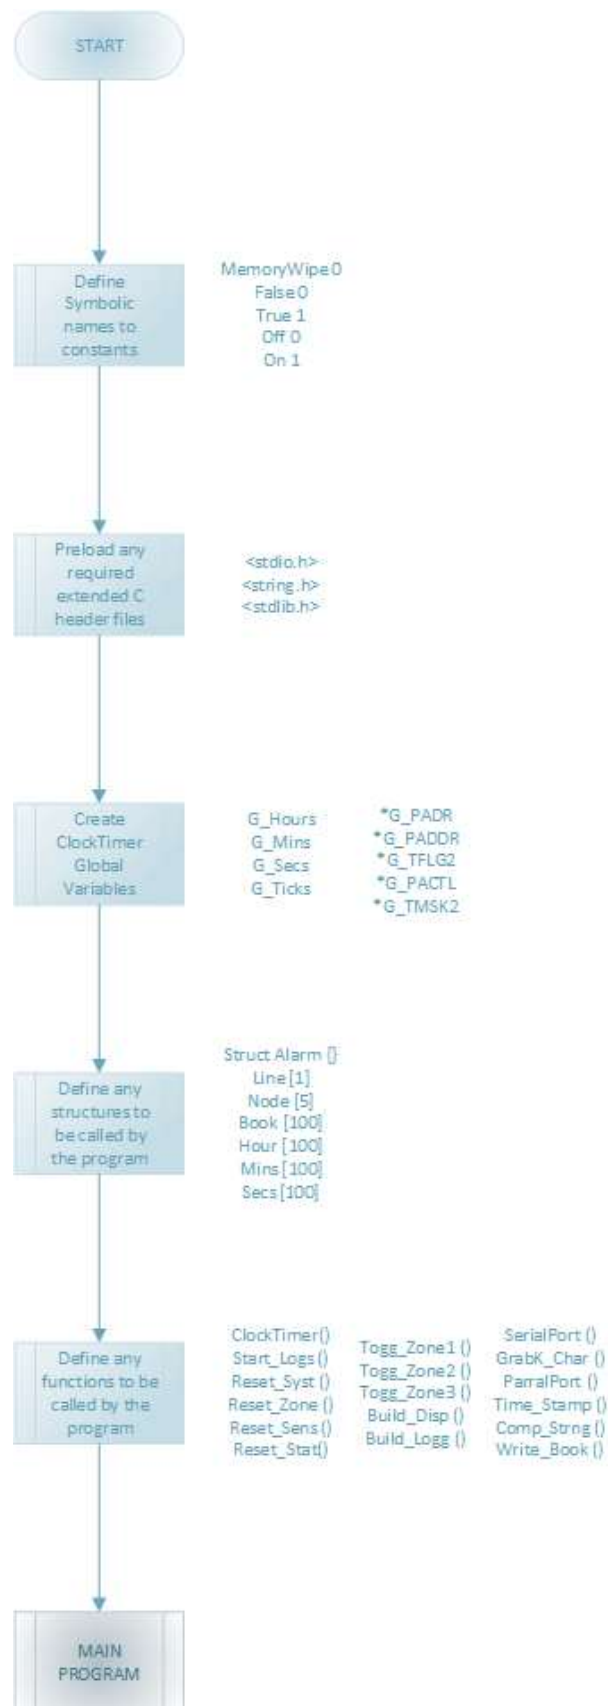 START
Define
Symbolic
names to
constants
MemoryWipe 0
False 0
True 1
Off 0
On 1
Preload any
required
extended C
header files
<stdio.h>
<string.h>
<stdlib.h>
Create
ClockTimer
Global
Variables
G_Hours
G_Mins
G_Secs
G_Ticks
*G_PADR
*G_PADDR
*G_TFLG2
*G_PACTL
*G_TMSK2
Define any
structures to
be called by
the program
Struct Alarm {}
Line [1]
Node [5]
Book [100]
Hour [100]
Mins [100]
Secs [100]
Define any
functions to be
called by the
program
ClockTimer()
Start_Logs ()
Reset_Syst ()
Reset_Zone ()
Reset_Sens ()
Reset_Stat()
Togg_Zone1 ()
Togg_Zone2 ()
Togg_Zone3 ()
Build_Disp ()
Build_Logg ()
SerialPort ()
GrabK_Char ()
ParralPort ()
Time_Stamp ()
Comp_Strng ()
Write_Book ()
MAIN
PROGRAM